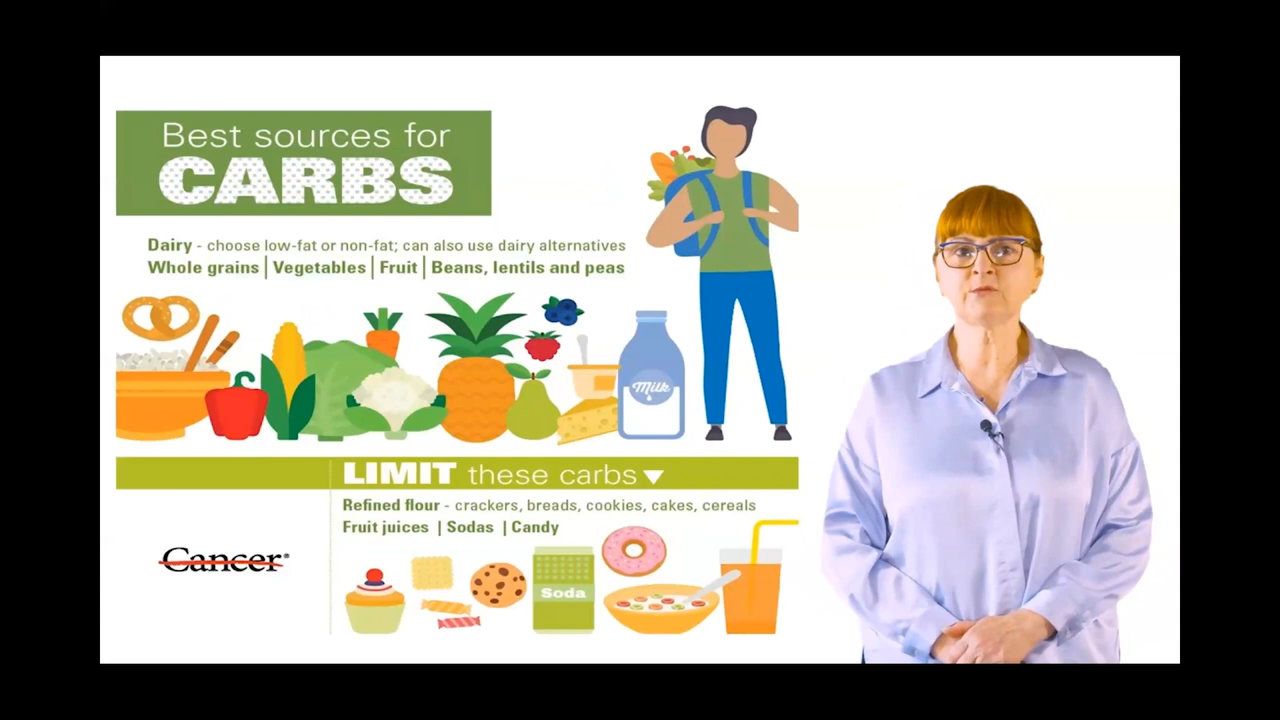 Best sources for
CARBS
Dairy - choose low-fat or non-fat; can also use dairy alternatives
Whole grains | Vegetables | Fruit | Beans, lentils and peas
Milk
LIMIT these carbs
Refined flour - crackers, breads, cookies, cakes, cereals
Fruit juices | Sodas | Candy
Cancer®
Soda